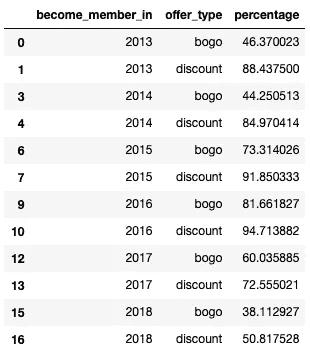 become_member_in offer_type percentage
0 2013 bogo 46.370023
1 2013 discount 88.437500
3 2014 bogo 44.250513
4 2014 discount 84.970414
6 2015 bogo 73.314026
7 2015 discount 91.850333
9 2016 bogo 81.661827
10 2016 discount 94.713882
12 2017 bogo 60.035885
13 2017 discount 72.555021
15 2018 bogo 38.112927
16 2018 discount 50.817528